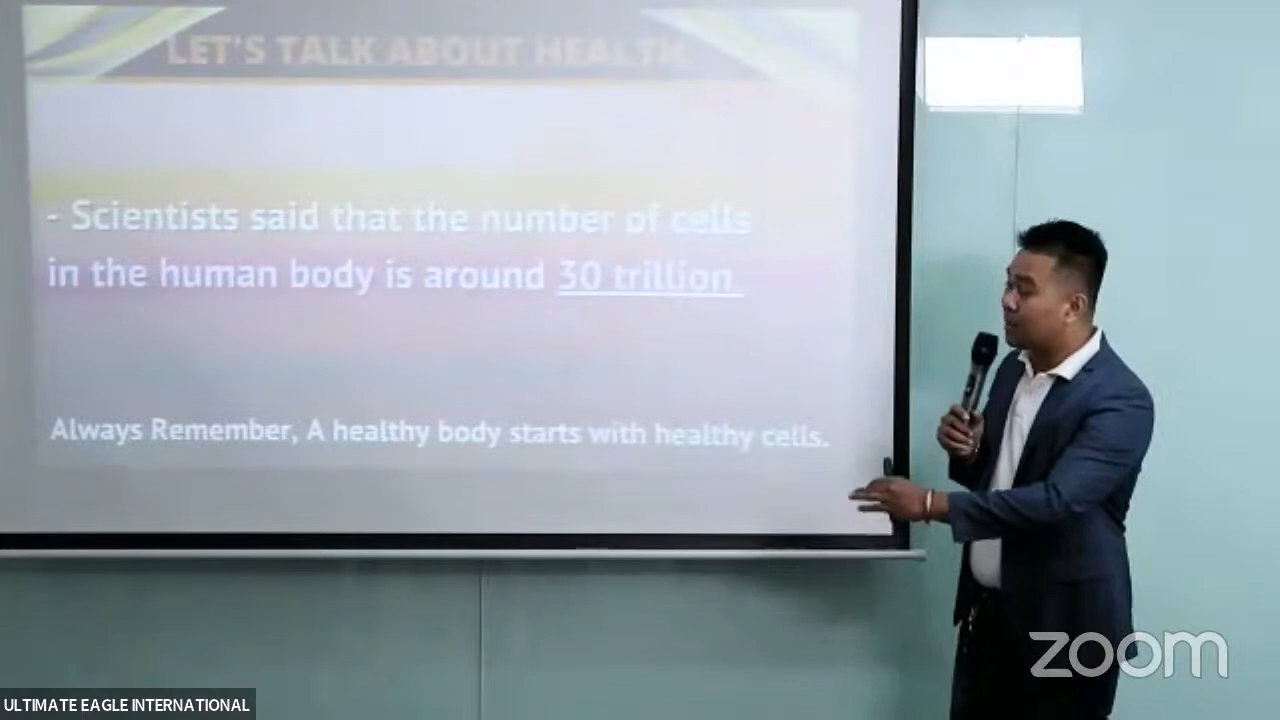 LET'S TALK ABOUT HEALTH
- Scientists said that the number of cells
in the human body is around 30 trillion
Always Remember, A healthy body starts with healthy cells.
zoom
ULTIMATE EAGLE INTERNATIONAL